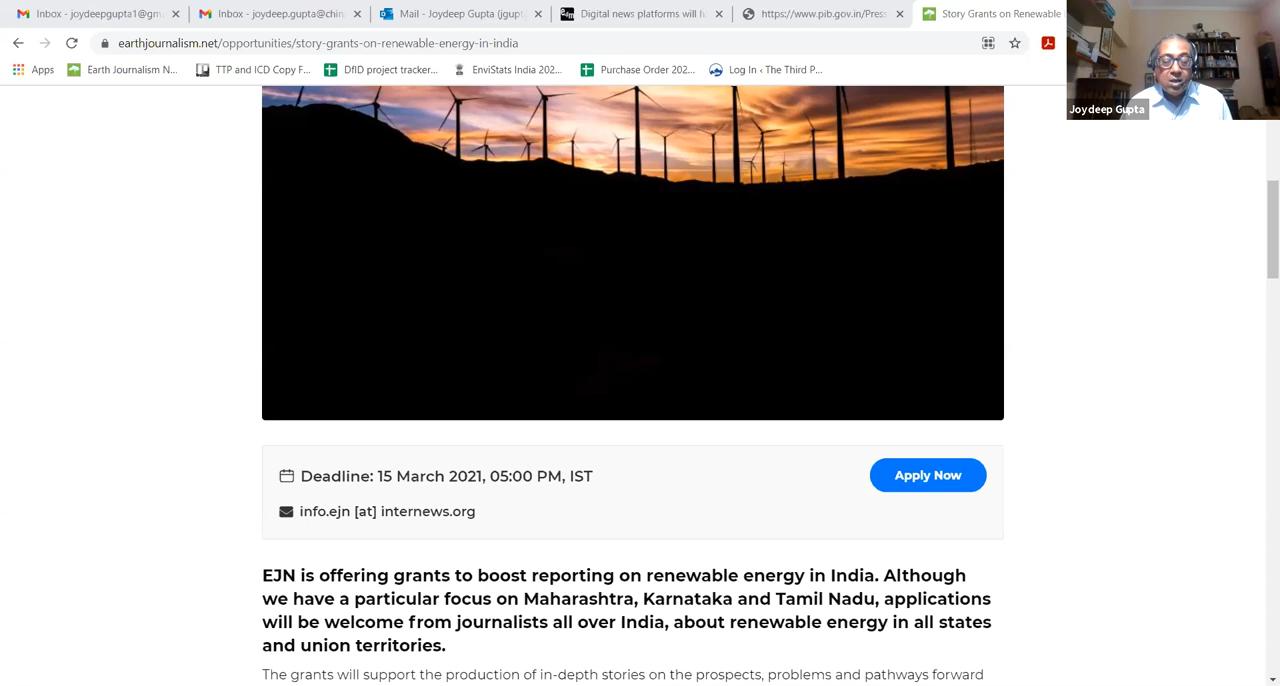 Inbox - joydeepgupta1@gm
Inbox - joydeep.gupta@chin
Mail - Joydeep Gupta (jgupt
Digital news platforms will f
https://www.pib.gov.in/Press
Story Grants on Renewable
earthjournalism.net/opportunities/story-grants-on-renewable-energy-in-india
Apps
Earth Journalism N...
TTP and ICD Copy F...
DfID project tracker...
EnviStats India 202...
Purchase Order 202...
Log In ‹ The Third P...
Joydeep Gupta
Deadline: 15 March 2021, 05:00 PM, IST
Apply Now
info.ejn [at] internews.org
EJN is offering grants to boost reporting on renewable energy in India. Although
we have a particular focus on Maharashtra, Karnataka and Tamil Nadu, applications
will be welcome from journalists all over India, about renewable energy in all states
and union territories.
The grants will support the production of in-depth stories on the prospects, problems and pathways forward